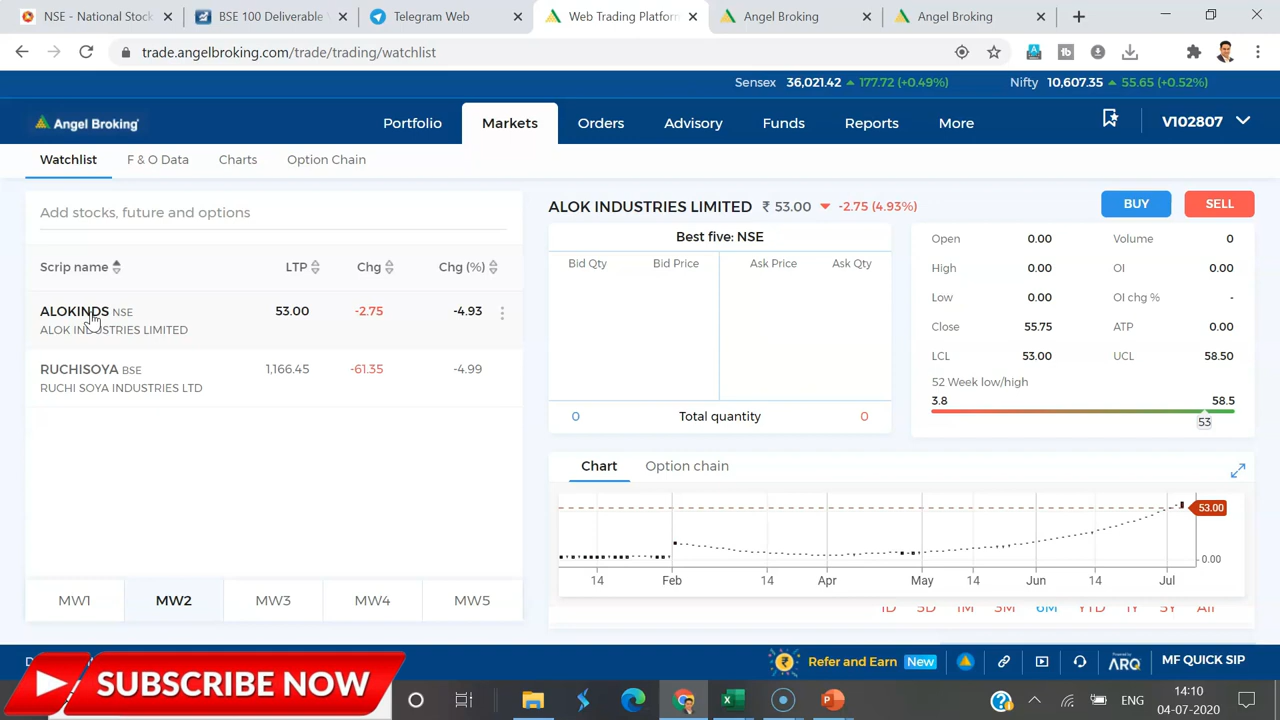 NSE - National Stock
BSE 100 Deliverable
Telegram Web
Web Trading Platform
Angel Broking
Angel Broking
trade.angelbroking.com/trade/trading/watchlist
Sensex 36,021.42 177.72 (+0.49%) Nifty 10,607.35 55.65 (+0.52%)
Angel Broking
Portfolio Markets Orders Advisory Funds Reports More V102807
Watchlist F & O Data Charts Option Chain
Add stocks, future and options
Scrip name LTP Chg Chg (%)
ALOKINDS NSE 53.00 -2.75 -4.93
ALOK INDUSTRIES LIMITED
RUCHISOYA BSE 1,166.45 -61.35 -4.99
RUCHI SOYA INDUSTRIES LTD
MW1 MW2 MW3 MW4 MW5
ALOK INDUSTRIES LIMITED ₹ 53.00 -2.75 (4.93%) BUY SELL
Best five: NSE
Bid Qty Bid Price Ask Price Ask Qty
0 Total quantity 0
Open 0.00 Volume 0
High 0.00 OI 0.00
Low 0.00 OI chg % -
Close 55.75 ATP 0.00
LCL 53.00 UCL 58.50
52 Week low/high
3.8 58.5
53
Chart Option chain
53.00
0.00
14 Feb 14 Apr May 14 Jun 14 Jul
1D 5D 1M 3M 6M YTD 1Y 5Y All
Refer and Earn New Powered by ARQ MF QUICK SIP
SUBSCRIBE NOW
ENG 14:10
04-07-2020